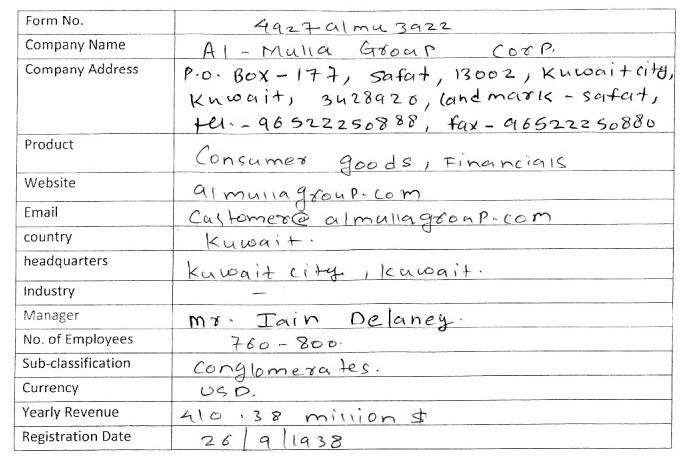 Form No. 4927almu3922
Company Name Al - Mulla Group Corp.
Company Address P.O. Box - 177, Safat, 13002, Kuwait city,
Kuwait, 3428920, landmark - safat,
tel. - 96522250888, fax - 96522250880
Product Consumer goods, Financials
Website almullagroup.com
Email Customer@almullagroup.com
country Kuwait.
headquarters Kuwait city, Kuwait.
Industry –
Manager Mr. Iain Delaney.
No. of Employees 760 - 800.
Sub-classification Conglomerates.
Currency USD.
Yearly Revenue 410.38 million $
Registration Date 26/9/1938